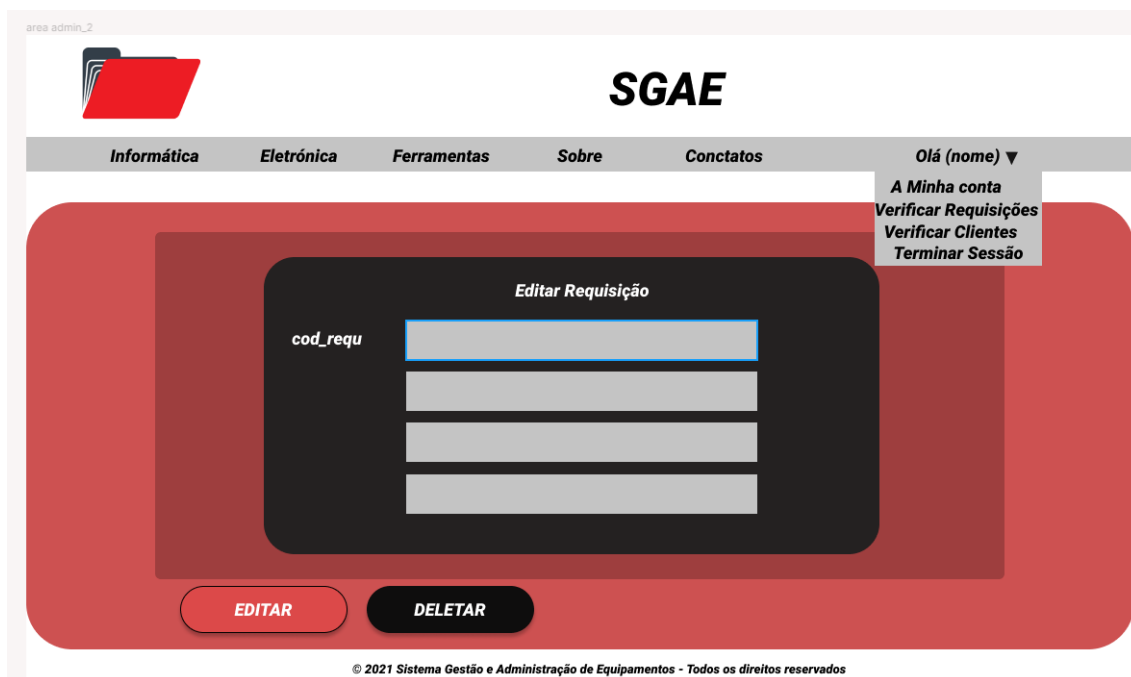 area admin_2
SGAE
Informática Eletrónica Ferramentas Sobre Conctatos Olá (nome) ▼
A Minha conta
Verificar Requisições
Verificar Clientes
Terminar Sessão
Editar Requisição
cod_requ
EDITAR DELETAR
© 2021 Sistema Gestão e Administração de Equipamentos - Todos os direitos reservados